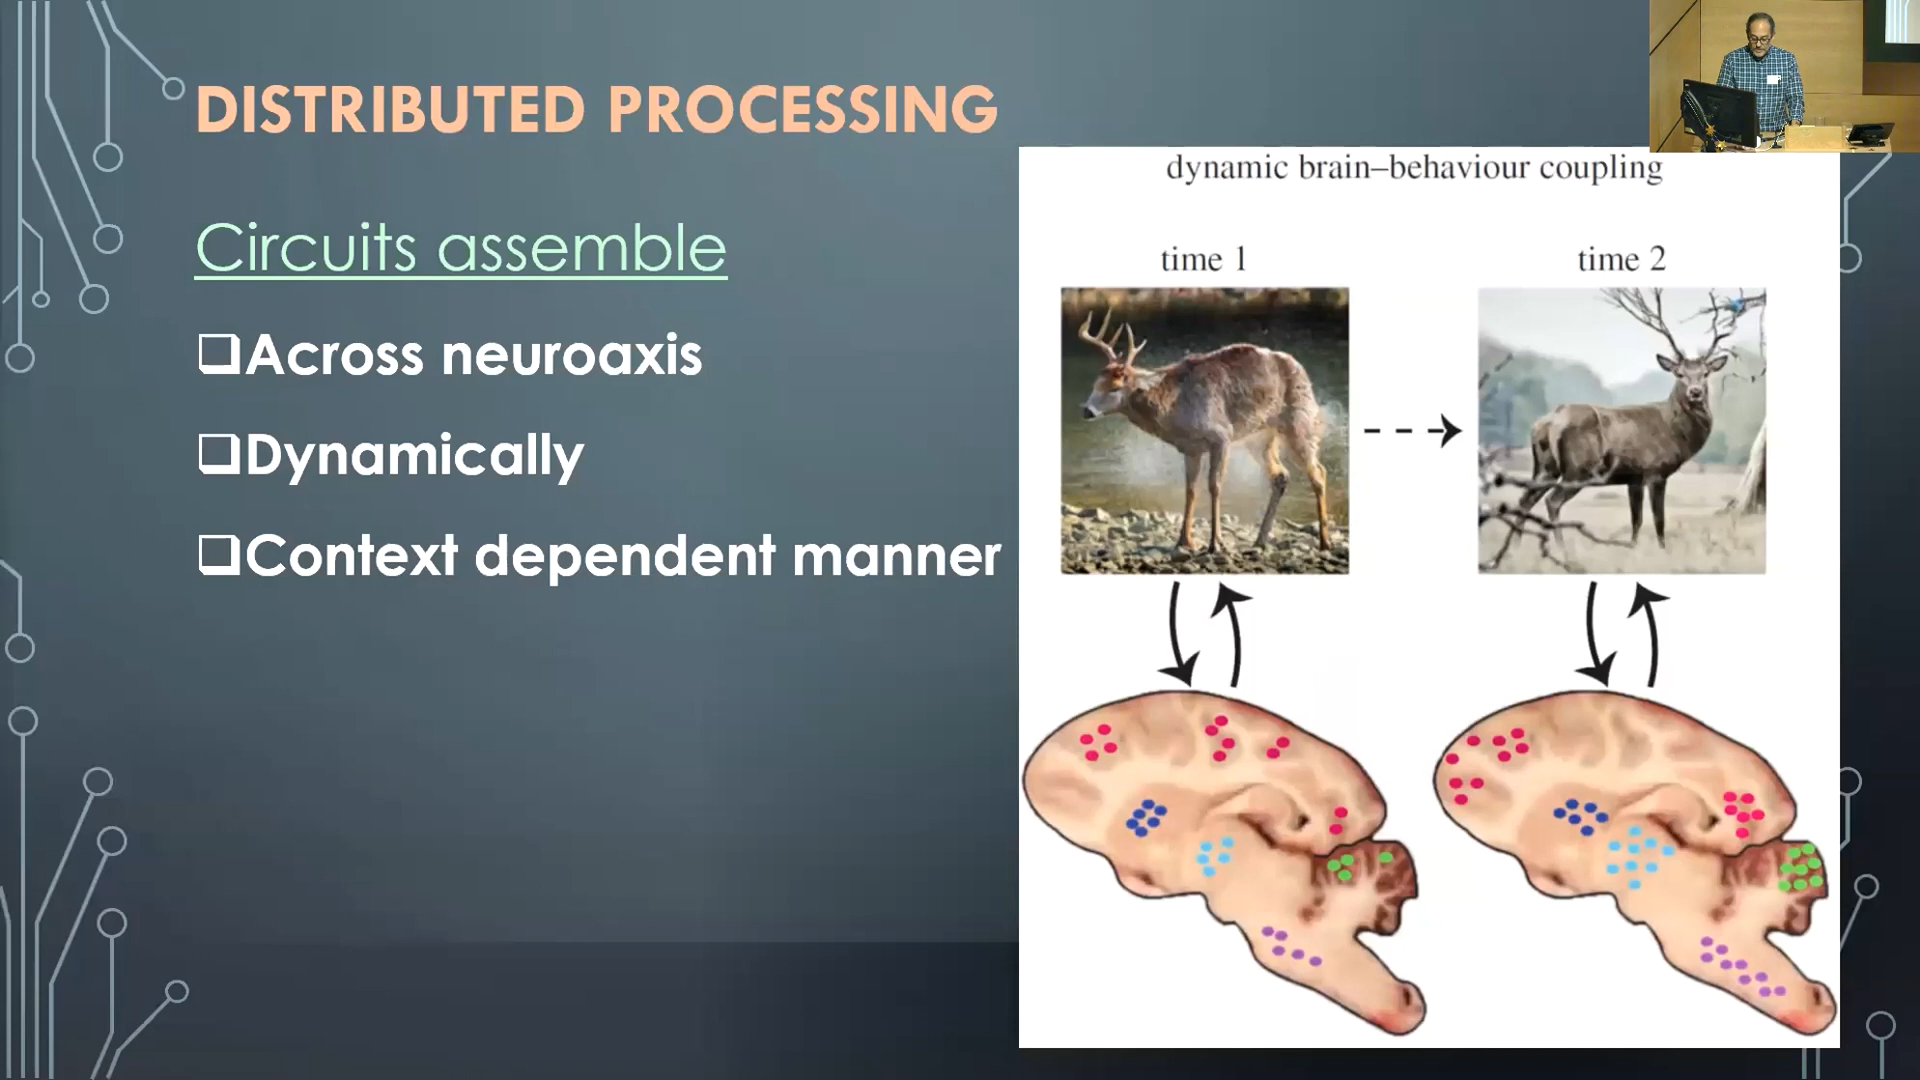 DISTRIBUTED PROCESSING
Circuits assemble
Across neuroaxis
Dynamically
Context dependent manner
dynamic brain–behaviour coupling
time 1
time 2